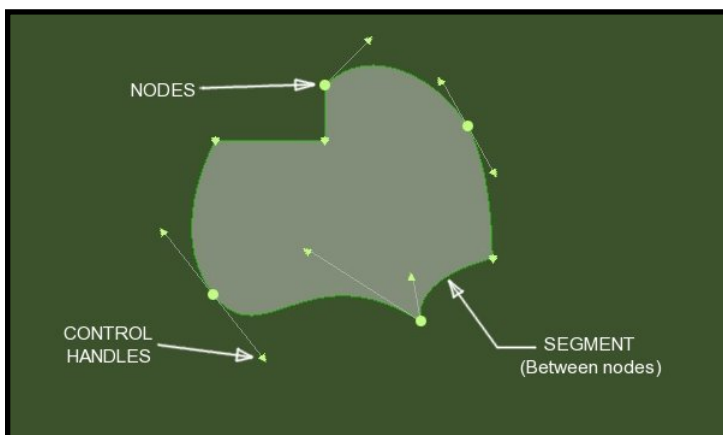 NODES
CONTROL
HANDLES
SEGMENT
(Between nodes)